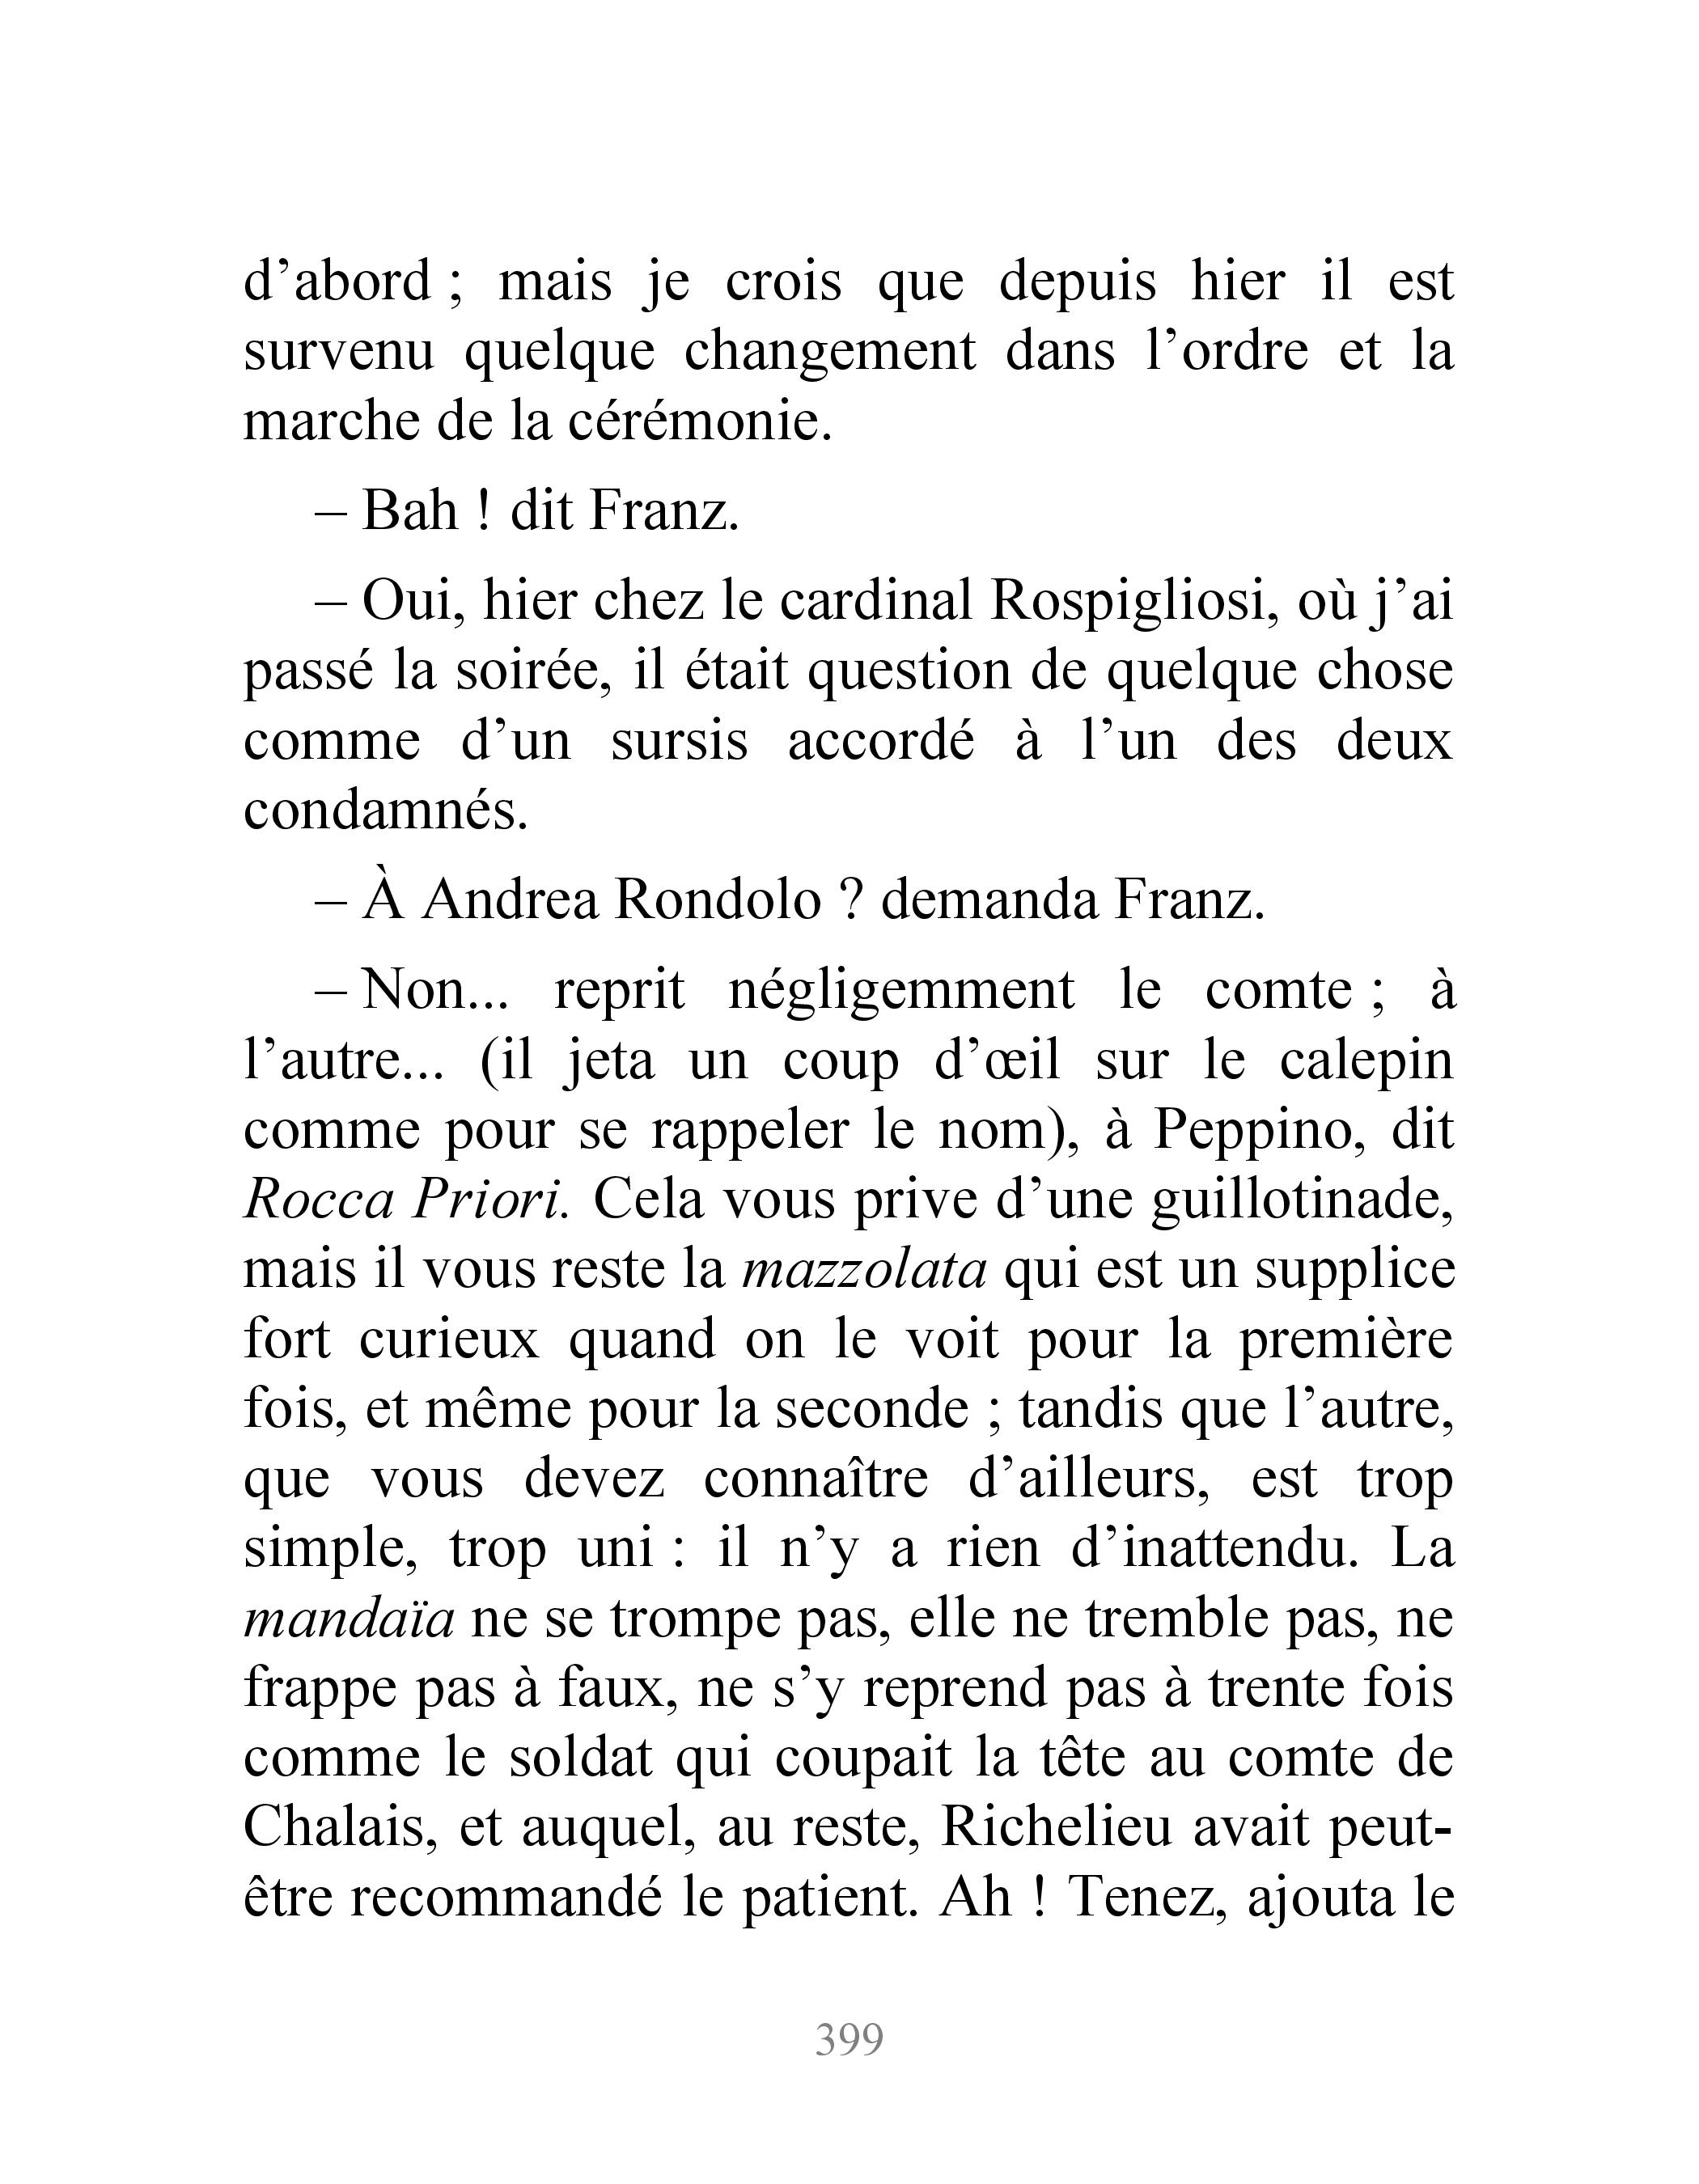 d’abord ; mais je crois que depuis hier il est
survenu quelque changement dans l’ordre et la
marche de la cérémonie.
– Bah ! dit Franz.
– Oui, hier chez le cardinal Rospigliosi, où j’ai
passé la soirée, il était question de quelque chose
comme d’un sursis accordé à l’un des deux
condamnés.
– À Andrea Rondolo ? demanda Franz.
– Non... reprit négligemment le comte ; à
l’autre... (il jeta un coup d’œil sur le calepin
comme pour se rappeler le nom), à Peppino, dit
Rocca Priori. Cela vous prive d’une guillotinade,
mais il vous reste la mazzolata qui est un supplice
fort curieux quand on le voit pour la première
fois, et même pour la seconde ; tandis que l’autre,
que vous devez connaître d’ailleurs, est trop
simple, trop uni : il n’y a rien d’inattendu. La
mandaïa ne se trompe pas, elle ne tremble pas, ne
frappe pas à faux, ne s’y reprend pas à trente fois
comme le soldat qui coupait la tête au comte de
Chalais, et auquel, au reste, Richelieu avait peut-
être recommandé le patient. Ah ! Tenez, ajouta le
399